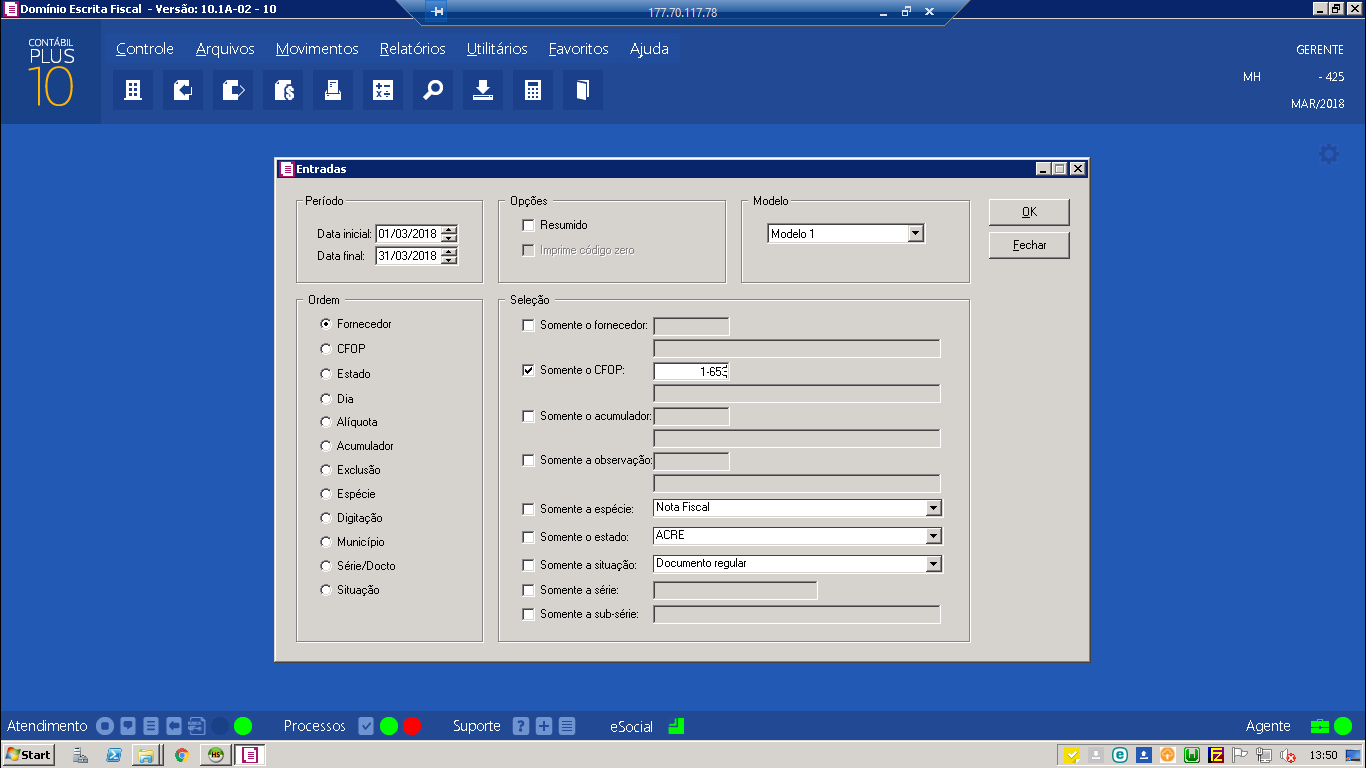 Domínio Escrita Fiscal - Versão: 10.1A-02 - 10
177.70.117.78
CONTÁBIL
PLUS
10
Controle Arquivos Movimentos Relatórios Utilitários Favoritos Ajuda
GERENTE
MH - 425
MAR/2018
Entradas
Período
Data inicial: 01/03/2018
Data final: 31/03/2018
Opções
Resumido
Imprime código zero
Modelo
Modelo 1
OK
Fechar
Ordem
Fornecedor
CFOP
Estado
Dia
Alíquota
Acumulador
Exclusão
Espécie
Digitação
Município
Série/Docto
Situação
Seleção
Somente o fornecedor:
Somente o CFOP: 1-653
Somente o acumulador:
Somente a observação:
Somente a espécie: Nota Fiscal
Somente o estado: ACRE
Somente a situação: Documento regular
Somente a série:
Somente a sub-série:
Atendimento Processos Suporte eSocial Agente
Start 13:50